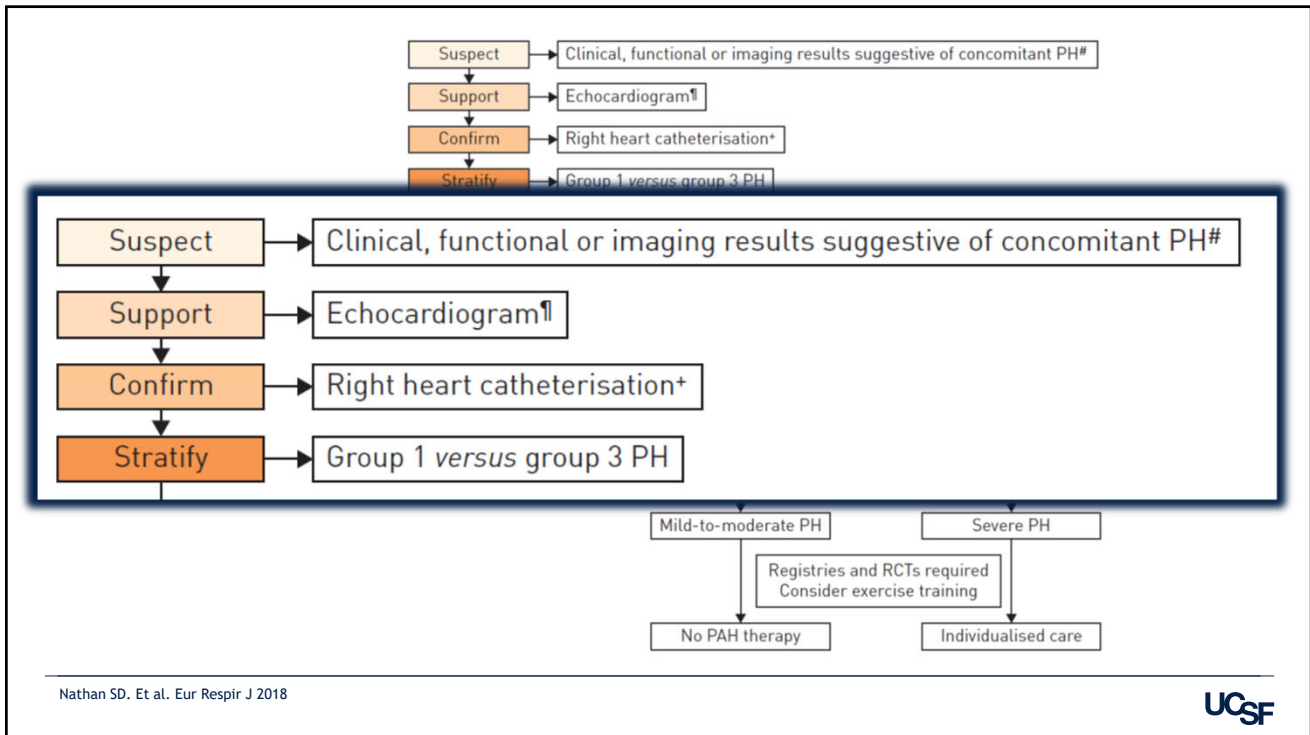 Suspect
Clinical, functional or imaging results suggestive of concomitant PH#
Support
Echocardiogram¶
Confirm
Right heart catheterisation+
Stratify
Group 1 versus group 3 PH
Suspect
Clinical, functional or imaging results suggestive of concomitant PH#
Support
Echocardiogram¶
Confirm
Right heart catheterisation+
Stratify
Group 1 versus group 3 PH
Mild-to-moderate PH
Severe PH
Registries and RCTs required
Consider exercise training
No PAH therapy
Individualised care
Nathan SD. Et al. Eur Respir J 2018
UCSF